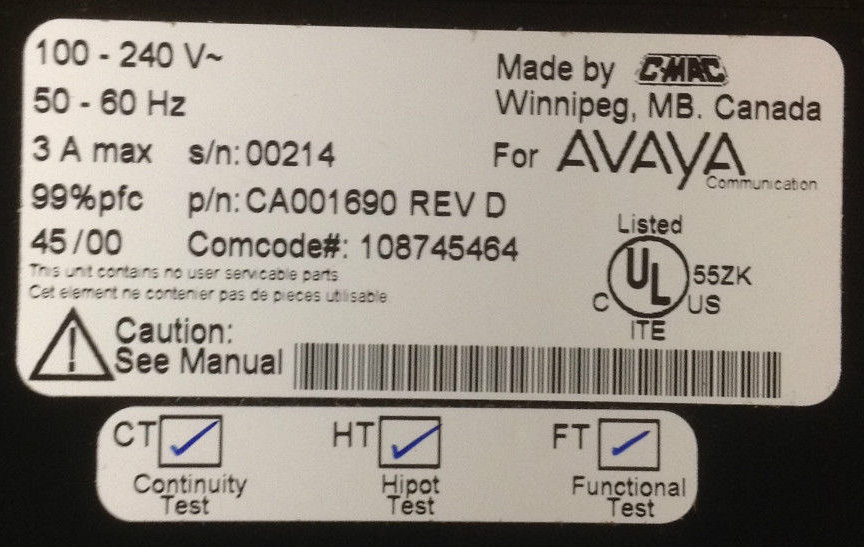 100 - 240 V~
50 - 60 Hz
3 A max s/n: 00214
99%pfc p/n: CA001690 REV D
45/00 Comcode#: 108745464
This unit contains no user servicable parts
Cet element ne contenier pas de pieces utilisable
Caution:
See Manual
Made by C-MAC
Winnipeg, MB. Canada
For AVAYA
Communication
Listed
UL 55ZK
C US
ITE
CT HT FT
Continuity Hipot Functional
Test Test Test